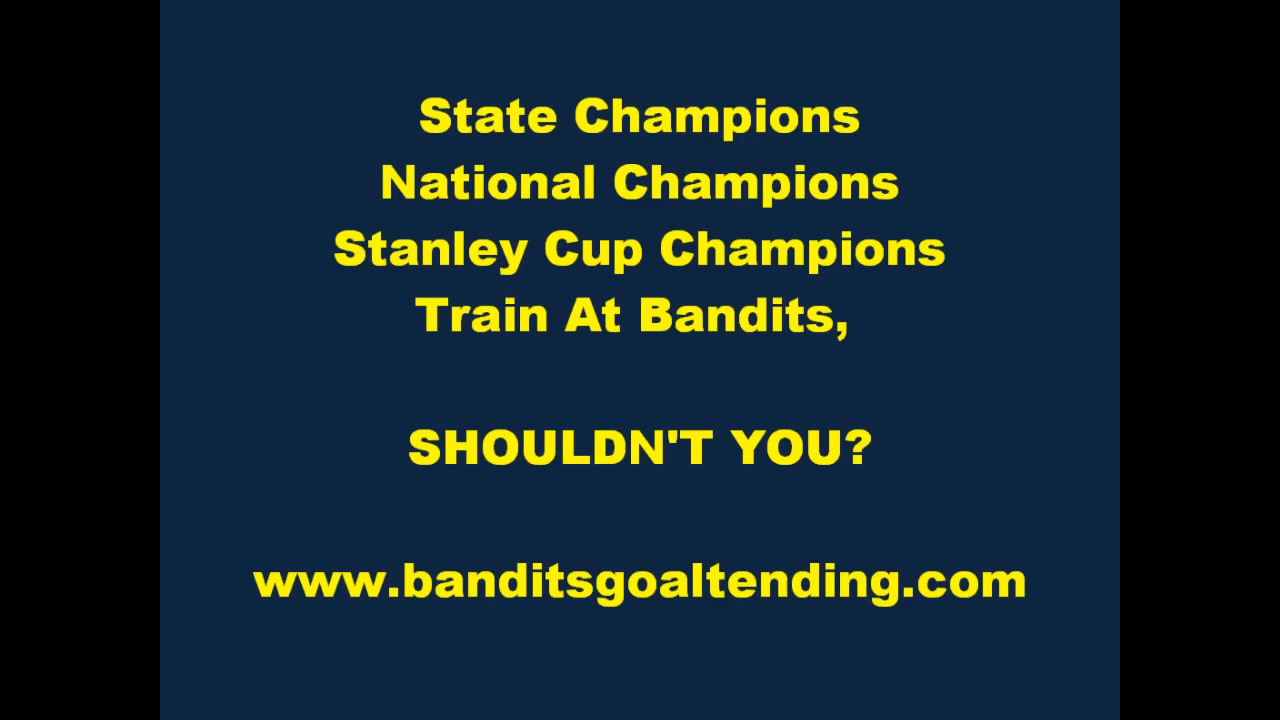 State Champions
National Champions
Stanley Cup Champions
Train At Bandits,
SHOULDN'T YOU?
www.banditsgoaltending.com